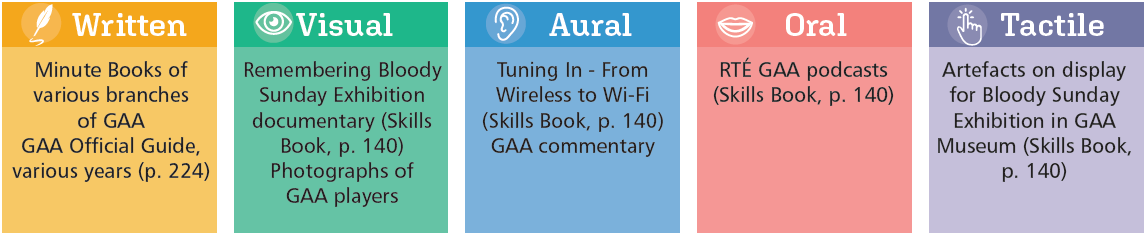 Written
Minute Books of
various branches
of GAA
GAA Official Guide,
various years (p. 224)
Visual
Remembering Bloody
Sunday Exhibition
documentary (Skills
Book, p. 140)
Photographs of
GAA players
Aural
Tuning In - From
Wireless to Wi-Fi
(Skills Book, p. 140)
GAA commentary
Oral
RTÉ GAA podcasts
(Skills Book, p. 140)
Tactile
Artefacts on display
for Bloody Sunday
Exhibition in GAA
Museum (Skills Book,
p. 140)